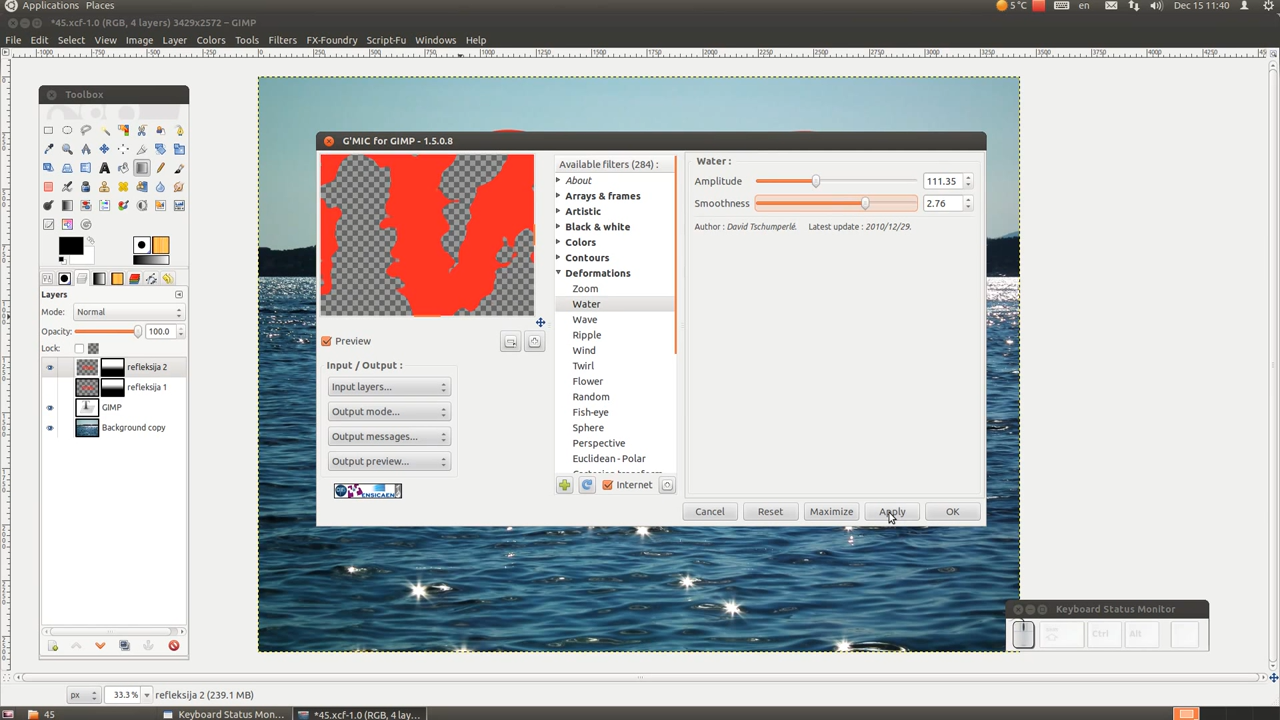 Applications Places
5 °C en Dec 15 11:40
*45.xcf-1.0 (RGB, 4 layers) 3429x2572 – GIMP
File Edit Select View Image Layer Colors Tools Filters FX-Foundry Script-Fu Windows Help
Toolbox
Layers
Mode: Normal
Opacity: 100.0
Lock:
refleksija 2
refleksija 1
GIMP
Background copy
G'MIC for GIMP - 1.5.0.8
Preview
Input / Output :
Input layers...
Output mode...
Output messages...
Output preview...
Available filters (284) :
About
Arrays & frames
Artistic
Black & white
Colors
Contours
Deformations
Zoom
Water
Wave
Ripple
Wind
Twirl
Flower
Random
Fish-eye
Sphere
Perspective
Euclidean - Polar
Internet
Water :
Amplitude 111.35
Smoothness 2.76
Author : David Tschumperlé. Latest update : 2010/12/29.
Cancel Reset Maximize Apply OK
Keyboard Status Monitor
Ctrl Alt
px 33.3 % refleksija 2 (239.1 MB)
45 Keyboard Status Mon... *45.xcf-1.0 (RGB, 4 lay...